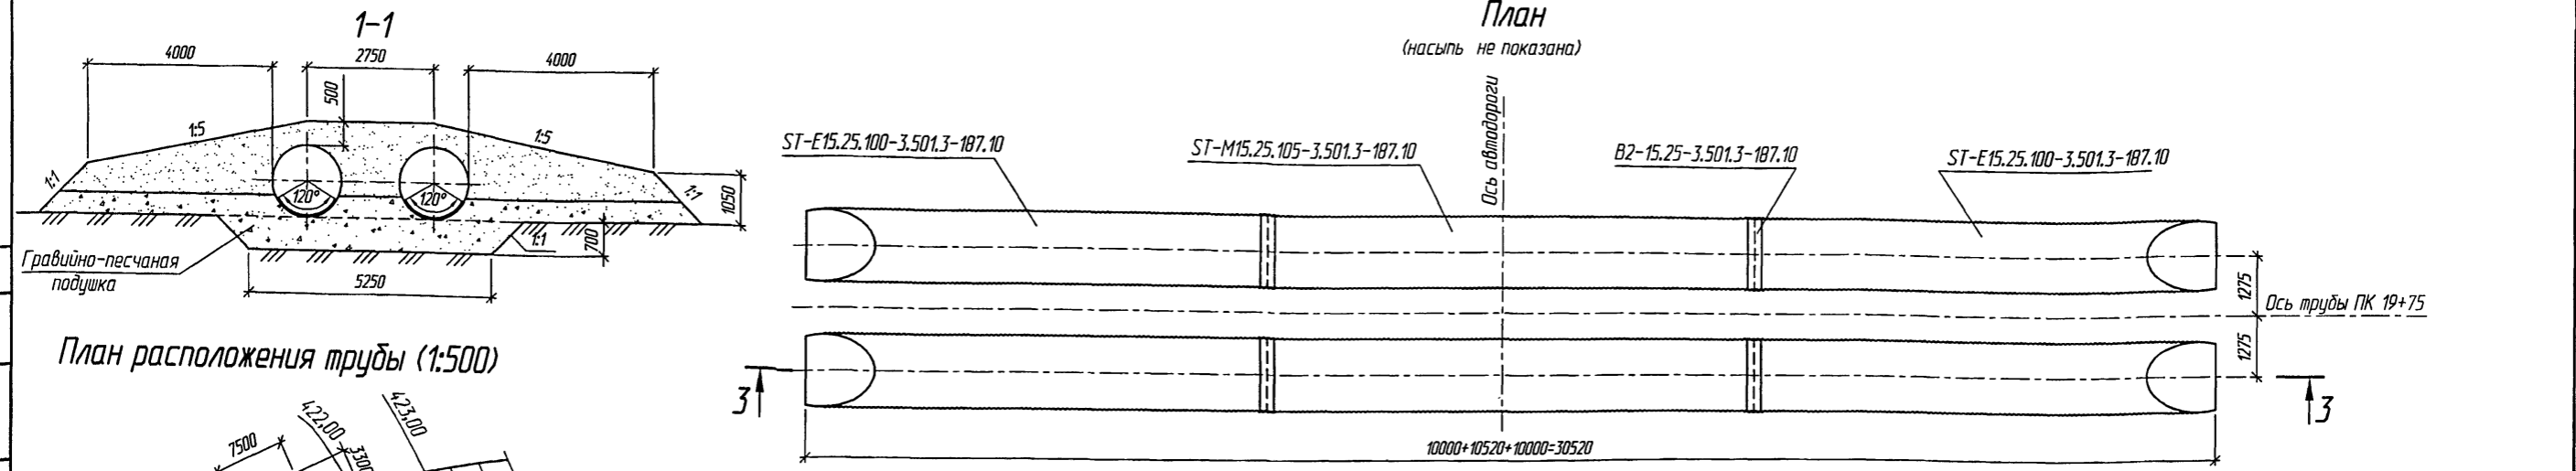 1-1
4000
2750
4000
500
1:5
1:5
1:1
1:1
120°
120°
1050
700
1:1
Гравийно-песчаная
подушка
5250
План расположения трубы (1:500)
7500
422,00
3300
423,00
План
(насыпь не показана)
Ось автодороги
ST-E15.25.100-3.501.3-187.10
ST-M15.25.105-3.501.3-187.10
B2-15.25-3.501.3-187.10
ST-E15.25.100-3.501.3-187.10
1275
Ось трубы ПК 19+75
1275
3
3
10000+10520+10000=30520